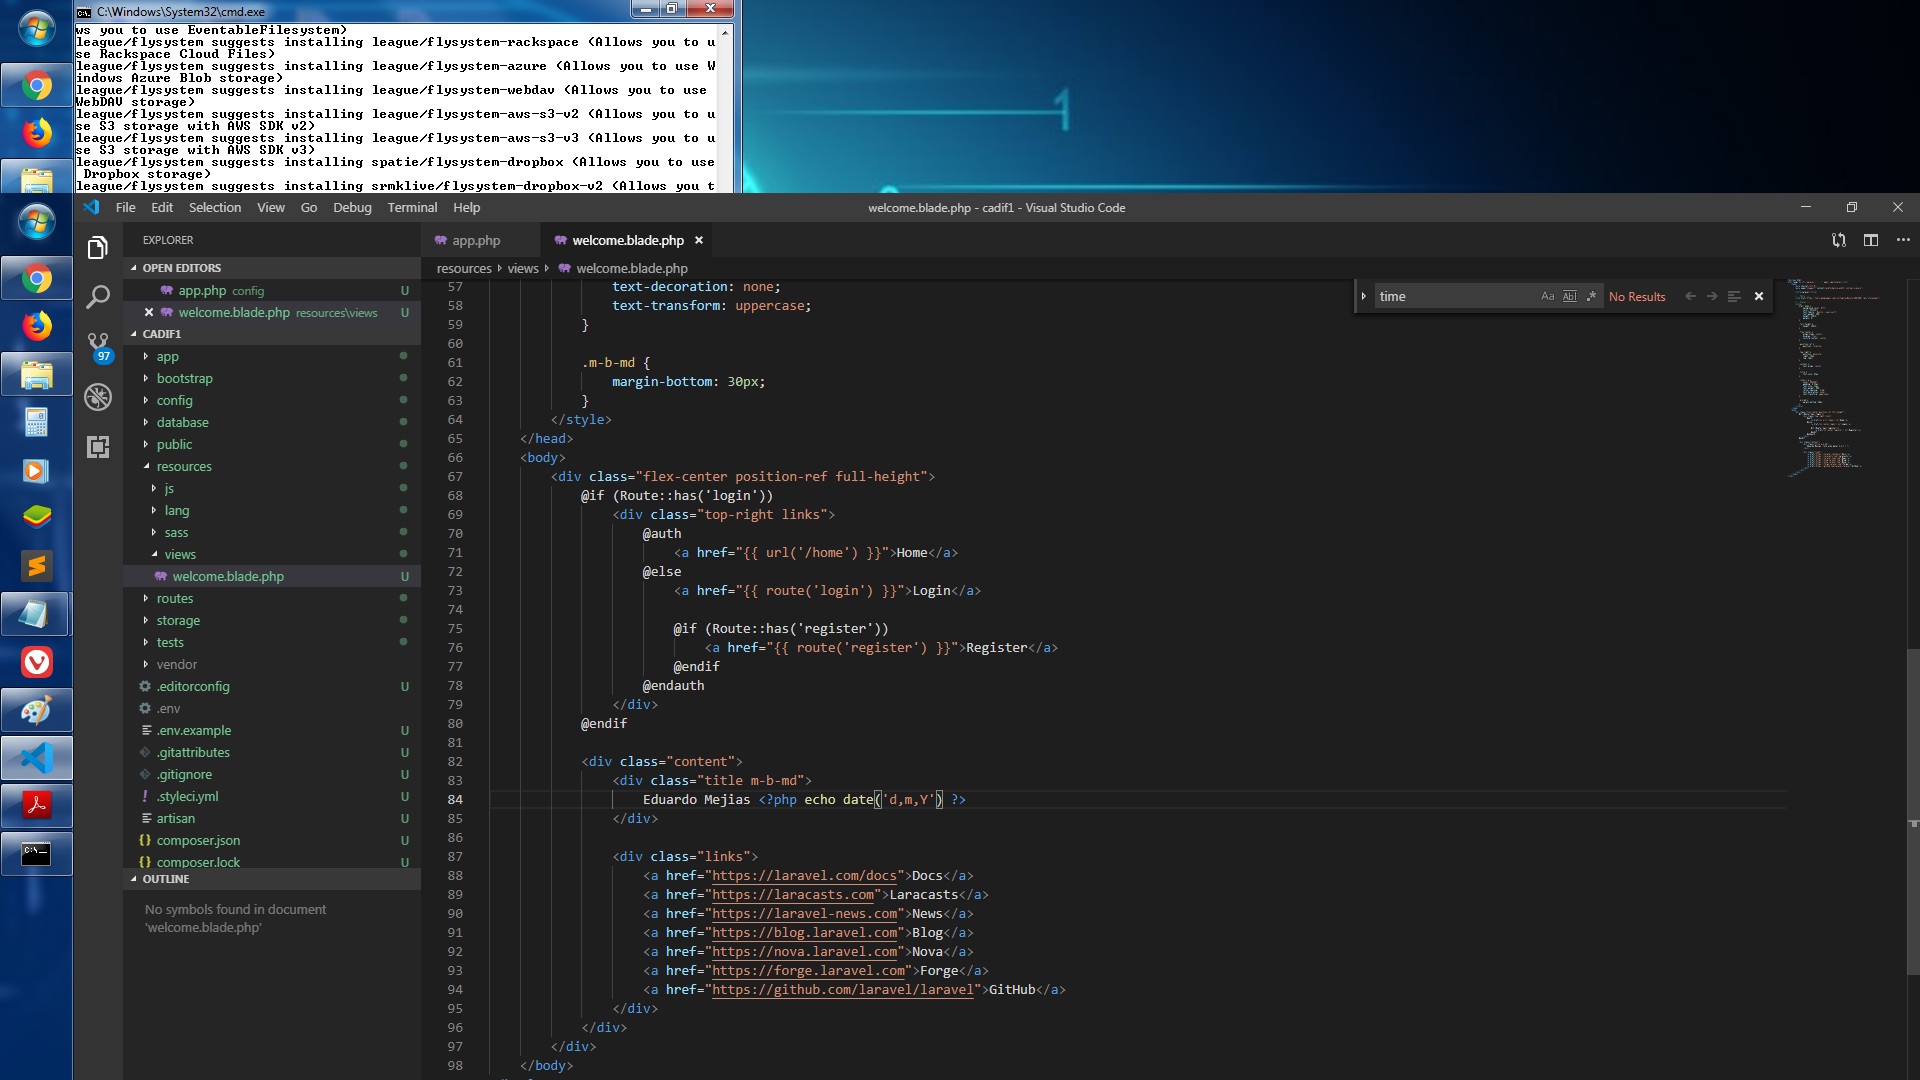 C:\Windows\System32\cmd.exe
ws you to use EventableFilesystem)
league/flysystem suggests installing league/flysystem-rackspace (Allows you to u
se Rackspace Cloud Files)
league/flysystem suggests installing league/flysystem-azure (Allows you to use W
indows Azure Blob storage)
league/flysystem suggests installing league/flysystem-webdav (Allows you to use
WebDAV storage)
league/flysystem suggests installing league/flysystem-aws-s3-v2 (Allows you to u
se S3 storage with AWS SDK v2)
league/flysystem suggests installing league/flysystem-aws-s3-v3 (Allows you to u
se S3 storage with AWS SDK v3)
league/flysystem suggests installing spatie/flysystem-dropbox (Allows you to use
Dropbox storage)
league/flysystem suggests installing srmklive/flysystem-dropbox-v2 (Allows you t
1
File Edit Selection View Go Debug Terminal Help
welcome.blade.php - cadif1 - Visual Studio Code
EXPLORER
OPEN EDITORS
app.php config U
welcome.blade.php resources\views U
CADIF1
97
app
bootstrap
config
database
public
resources
js
lang
sass
views
welcome.blade.php U
routes
storage
tests
vendor
.editorconfig U
.env
.env.example U
.gitattributes U
.gitignore U
.styleci.yml U
artisan U
composer.json U
composer.lock U
OUTLINE
No symbols found in document
'welcome.blade.php'
app.php
welcome.blade.php
resources views welcome.blade.php
time
Aa Abl .* No Results
57 text-decoration: none;
58 text-transform: uppercase;
59 }
60
61 .m-b-md {
62 margin-bottom: 30px;
63 }
64 </style>
65 </head>
66 <body>
67 <div class="flex-center position-ref full-height">
68 @if (Route::has('login'))
69 <div class="top-right links">
70 @auth
71 <a href="{{ url('/home') }}">Home</a>
72 @else
73 <a href="{{ route('login') }}">Login</a>
74
75 @if (Route::has('register'))
76 <a href="{{ route('register') }}">Register</a>
77 @endif
78 @endauth
79 </div>
80 @endif
81
82 <div class="content">
83 <div class="title m-b-md">
84 Eduardo Mejias <?php echo date('d,m,Y') ?>
85 </div>
86
87 <div class="links">
88 <a href="https://laravel.com/docs">Docs</a>
89 <a href="https://laracasts.com">Laracasts</a>
90 <a href="https://laravel-news.com">News</a>
91 <a href="https://blog.laravel.com">Blog</a>
92 <a href="https://nova.laravel.com">Nova</a>
93 <a href="https://forge.laravel.com">Forge</a>
94 <a href="https://github.com/laravel/laravel">GitHub</a>
95 </div>
96 </div>
97 </div>
98 </body>